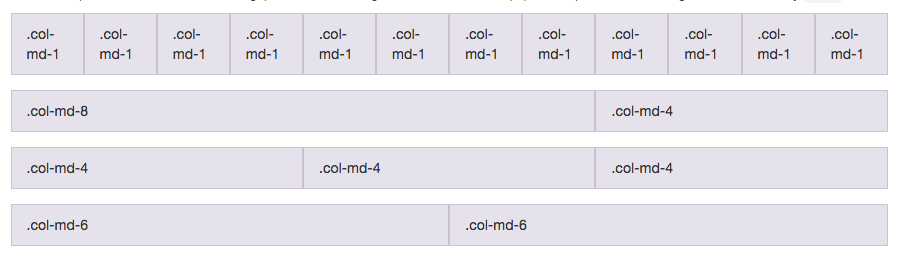 .col- .col- .col- .col- .col- .col- .col- .col- .col- .col- .col- .col-
md-1 md-1 md-1 md-1 md-1 md-1 md-1 md-1 md-1 md-1 md-1 md-1
.col-md-8 .col-md-4
.col-md-4 .col-md-4 .col-md-4
.col-md-6 .col-md-6